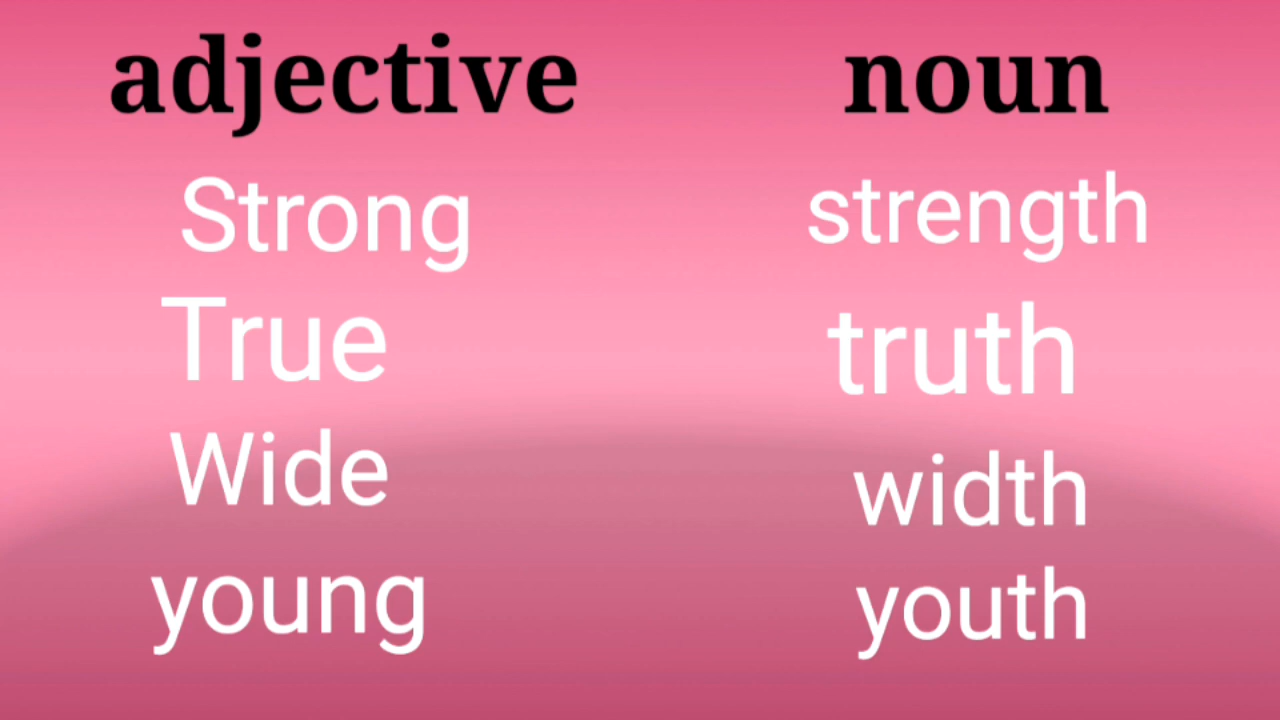 adjective noun
Strong strength
True truth
Wide width
young youth